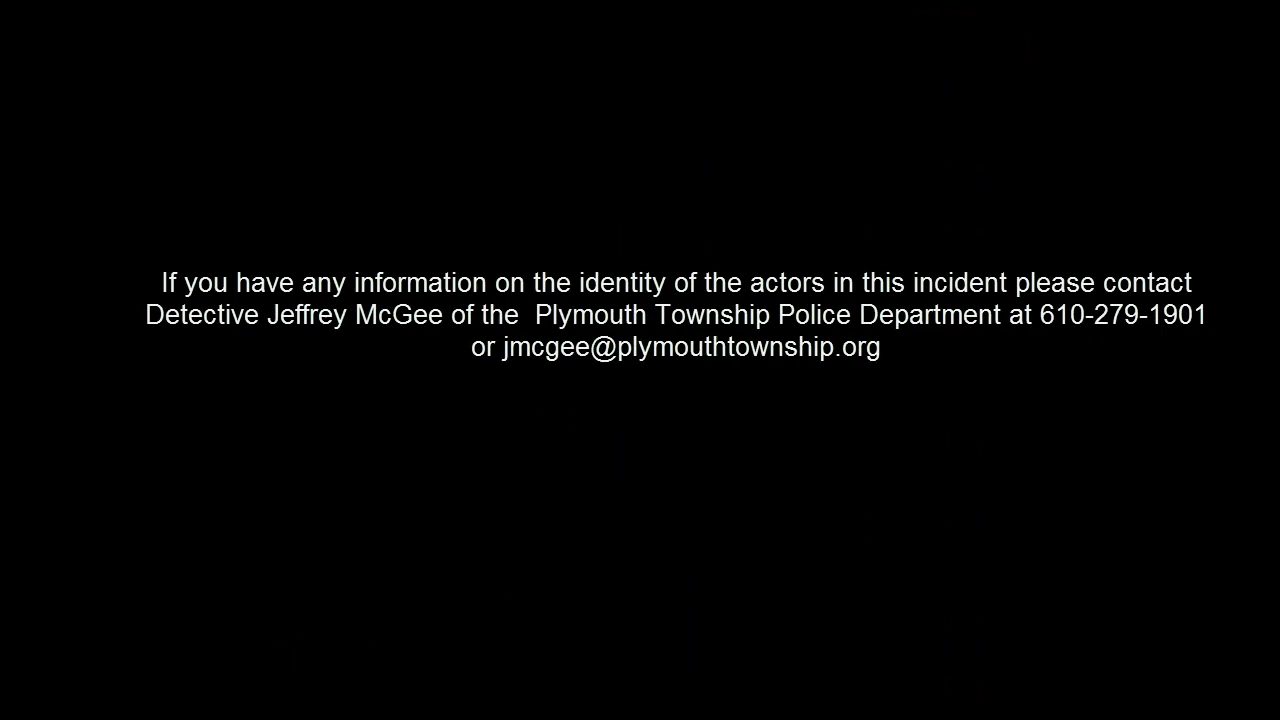 If you have any information on the identity of the actors in this incident please contact
Detective Jeffrey McGee of the  Plymouth Township Police Department at 610-279-1901
or jmcgee@plymouthtownship.org